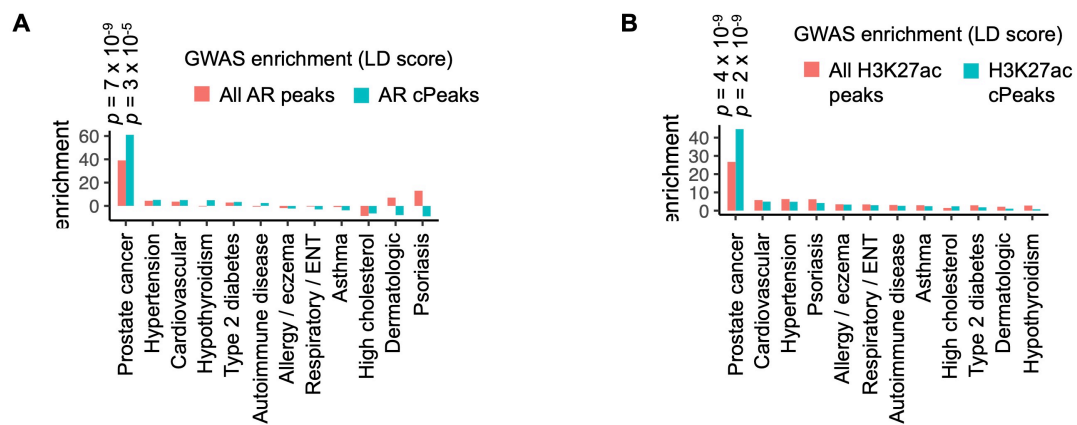 A
p = 7 x 10-9
p = 3 x 10-5
GWAS enrichment (LD score)
All AR peaks
AR cPeaks
enrichment
60
40
20
0
Prostate cancer
Hypertension
Cardiovascular
Hypothyroidism
Type 2 diabetes
Autoimmune disease
Allergy / eczema
Respiratory / ENT
Asthma
High cholesterol
Dermatologic
Psoriasis
B
p = 4 x 10-9
p = 2 x 10-9
GWAS enrichment (LD score)
All H3K27ac
peaks
H3K27ac
cPeaks
enrichment
40
30
20
10
0
Prostate cancer
Cardiovascular
Hypertension
Psoriasis
Allergy / eczema
Respiratory / ENT
Autoimmune disease
Asthma
High cholesterol
Type 2 diabetes
Dermatologic
Hypothyroidism